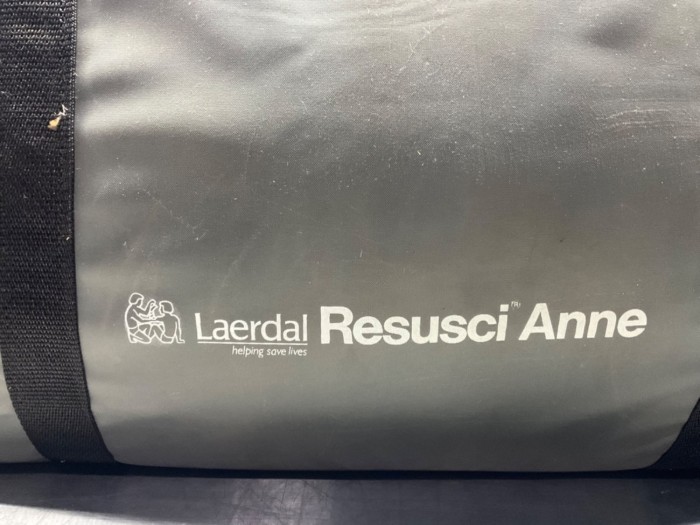 Laerdal Resusci™ Anne
helping save lives